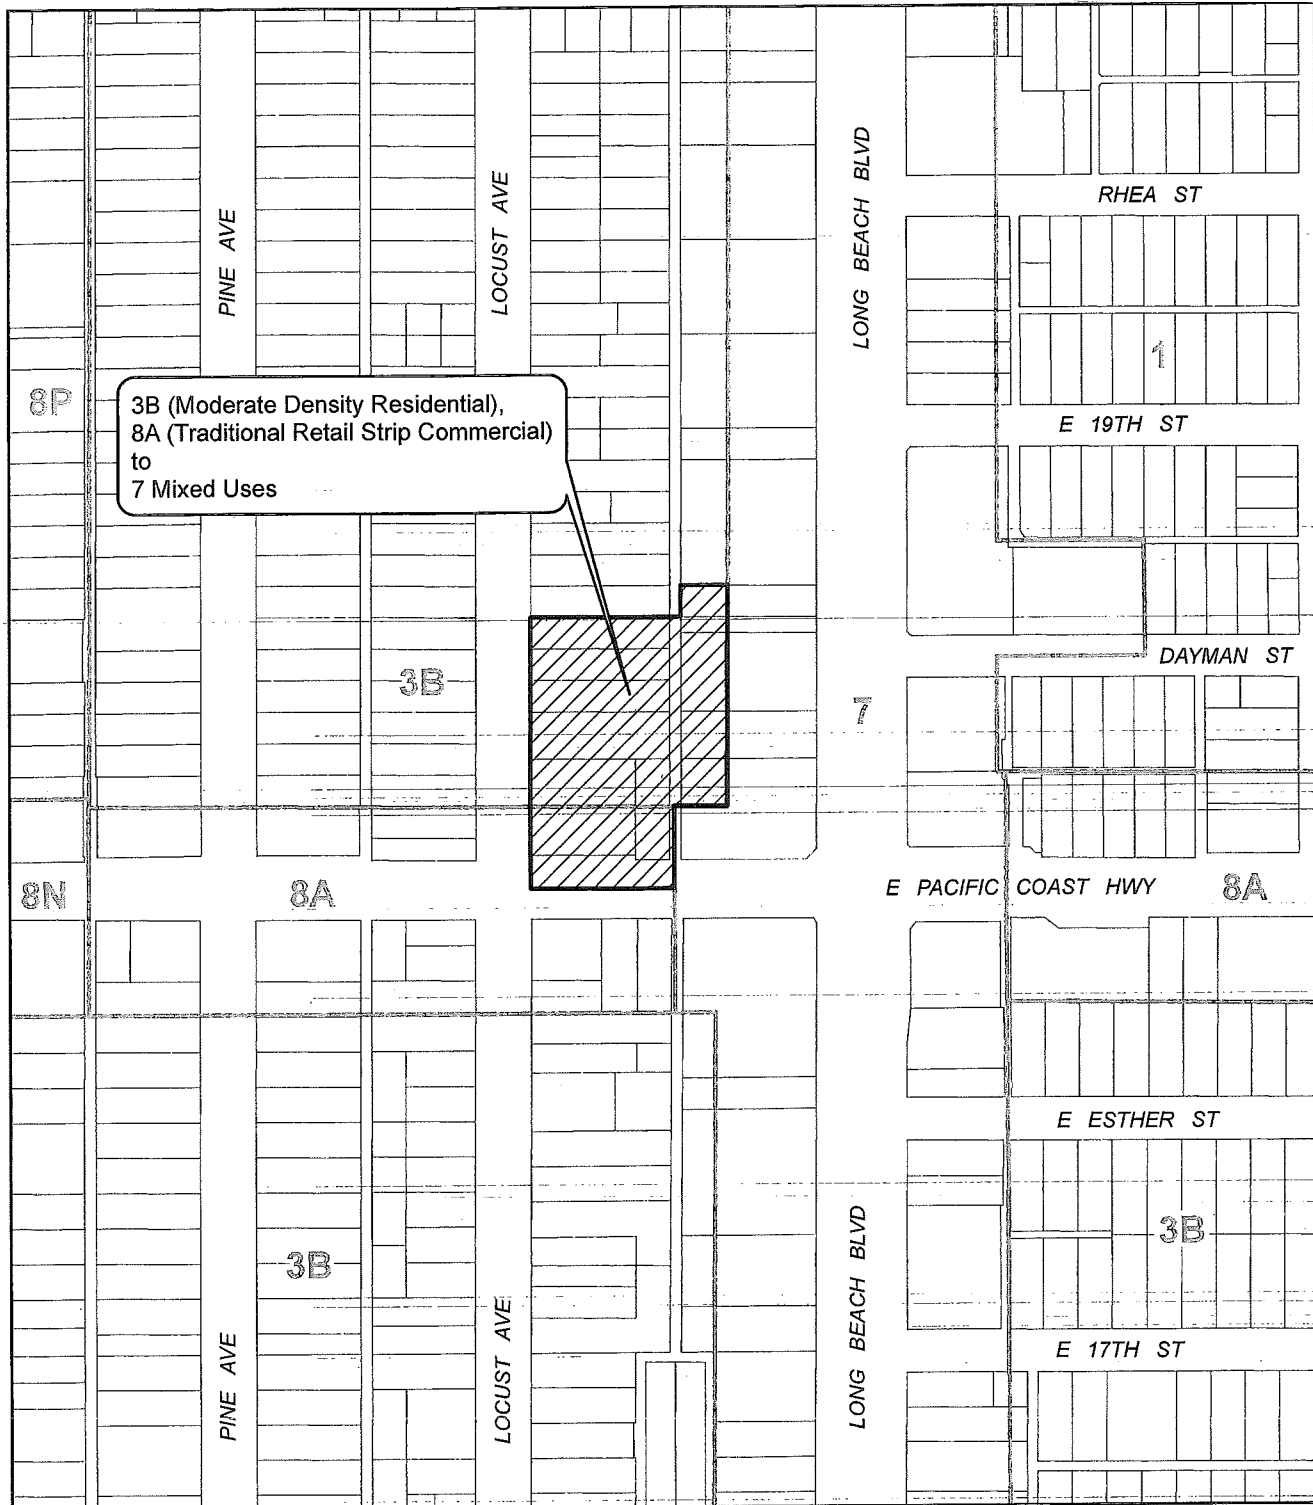 PINE AVE
LOCUST AVE
LONG BEACH BLVD
RHEA ST
1
8P
3B (Moderate Density Residential),
8A (Traditional Retail Strip Commercial)
to
7 Mixed Uses
E 19TH ST
DAYMAN ST
3B
7
8N
8A
E PACIFIC COAST HWY
8A
E ESTHER ST
3B
3B
E 17TH ST
PINE AVE
LOCUST AVE
LONG BEACH BLVD